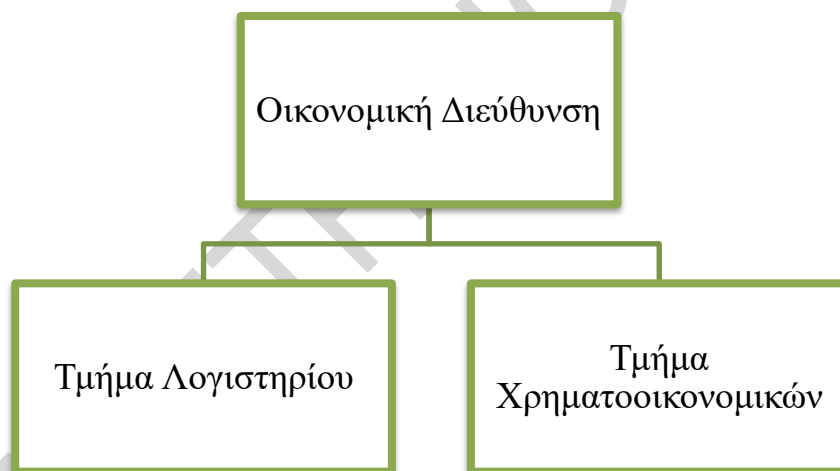 Οικονομική Διεύθυνση
Τμήμα Λογιστηρίου
Τμήμα
Χρηματοοικονομικών